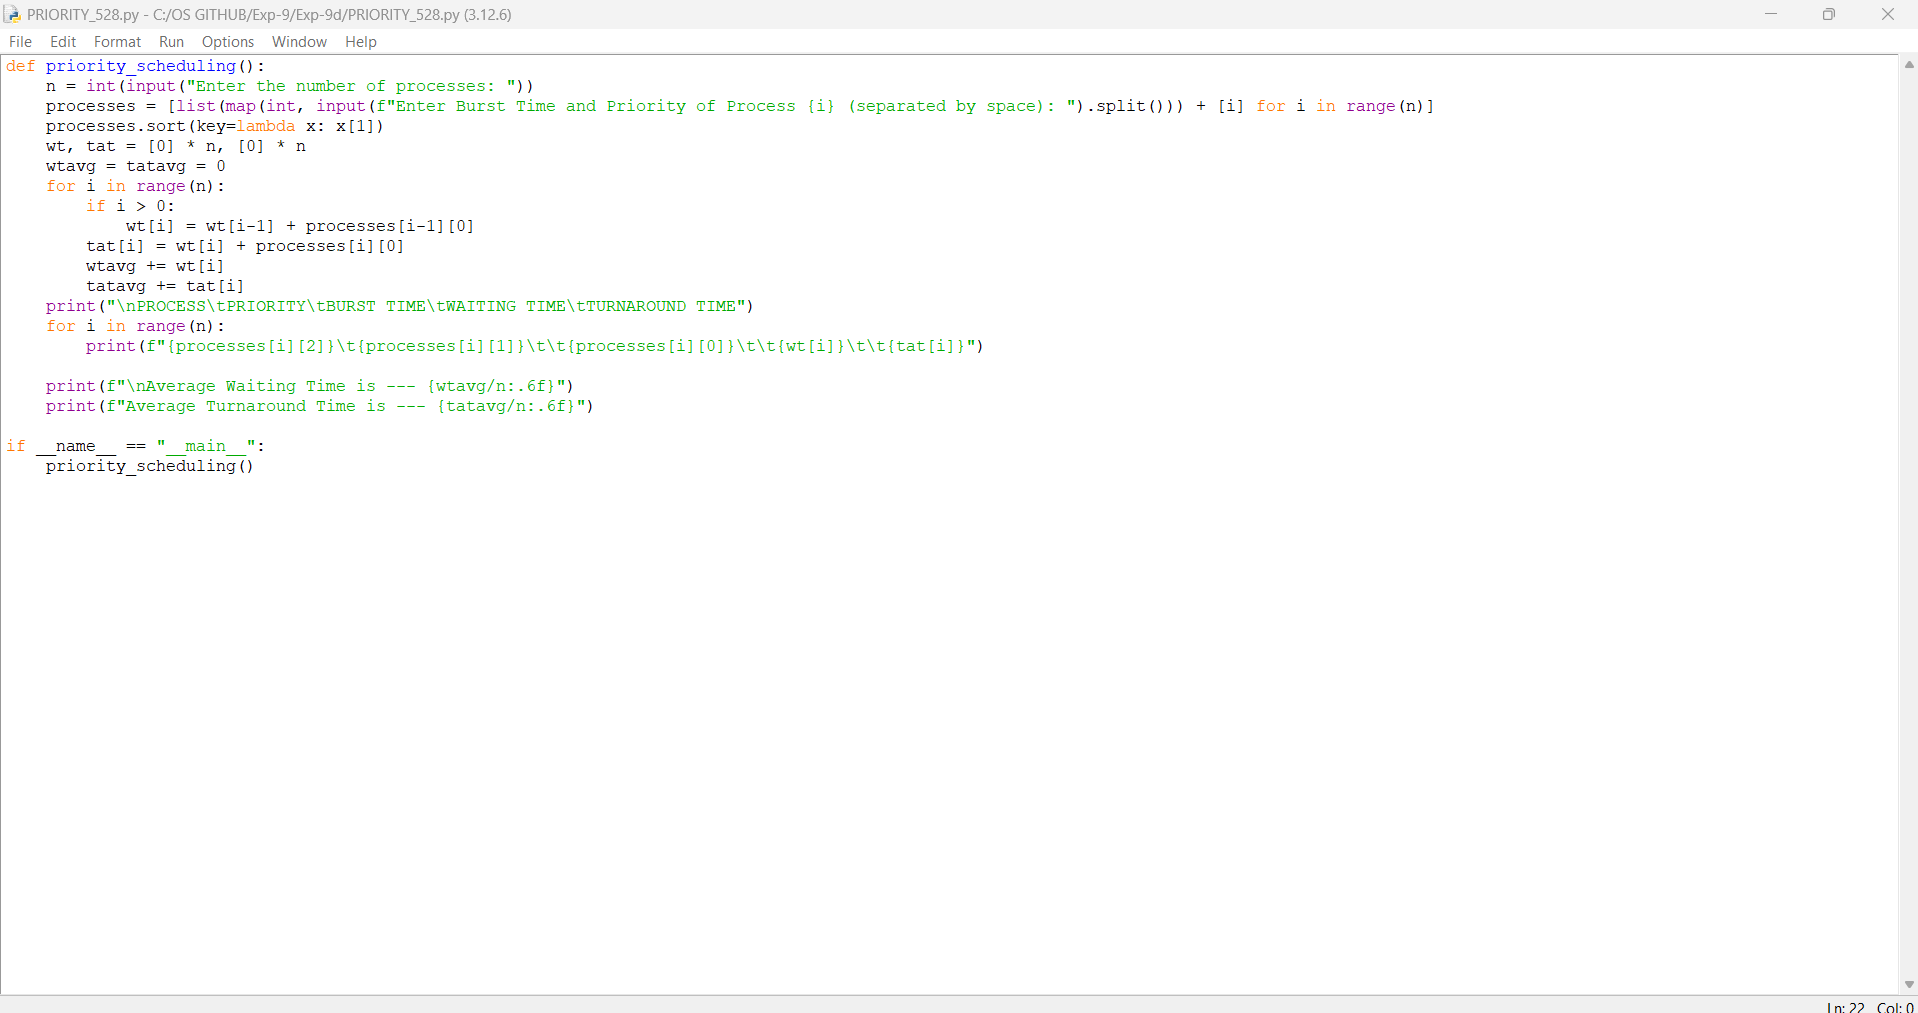 PRIORITY_528.py - C:/OS GITHUB/Exp-9/Exp-9d/PRIORITY_528.py (3.12.6)
File Edit Format Run Options Window Help
def priority_scheduling():
    n = int(input("Enter the number of processes: "))
    processes = [list(map(int, input(f"Enter Burst Time and Priority of Process {i} (separated by space): ").split())) + [i] for i in range(n)]
    processes.sort(key=lambda x: x[1])
    wt, tat = [0] * n, [0] * n
    wtavg = tatavg = 0
    for i in range(n):
        if i > 0:
            wt[i] = wt[i-1] + processes[i-1][0]
        tat[i] = wt[i] + processes[i][0]
        wtavg += wt[i]
        tatavg += tat[i]
    print("\nPROCESS\tPRIORITY\tBURST TIME\tWAITING TIME\tTURNAROUND TIME")
    for i in range(n):
        print(f"{processes[i][2]}\t{processes[i][1]}\t\t{processes[i][0]}\t\t{wt[i]}\t\t{tat[i]}")

    print(f"\nAverage Waiting Time is --- {wtavg/n:.6f}")
    print(f"Average Turnaround Time is --- {tatavg/n:.6f}")

if __name__ == "__main__":
    priority_scheduling()
Ln: 22 Col: 0